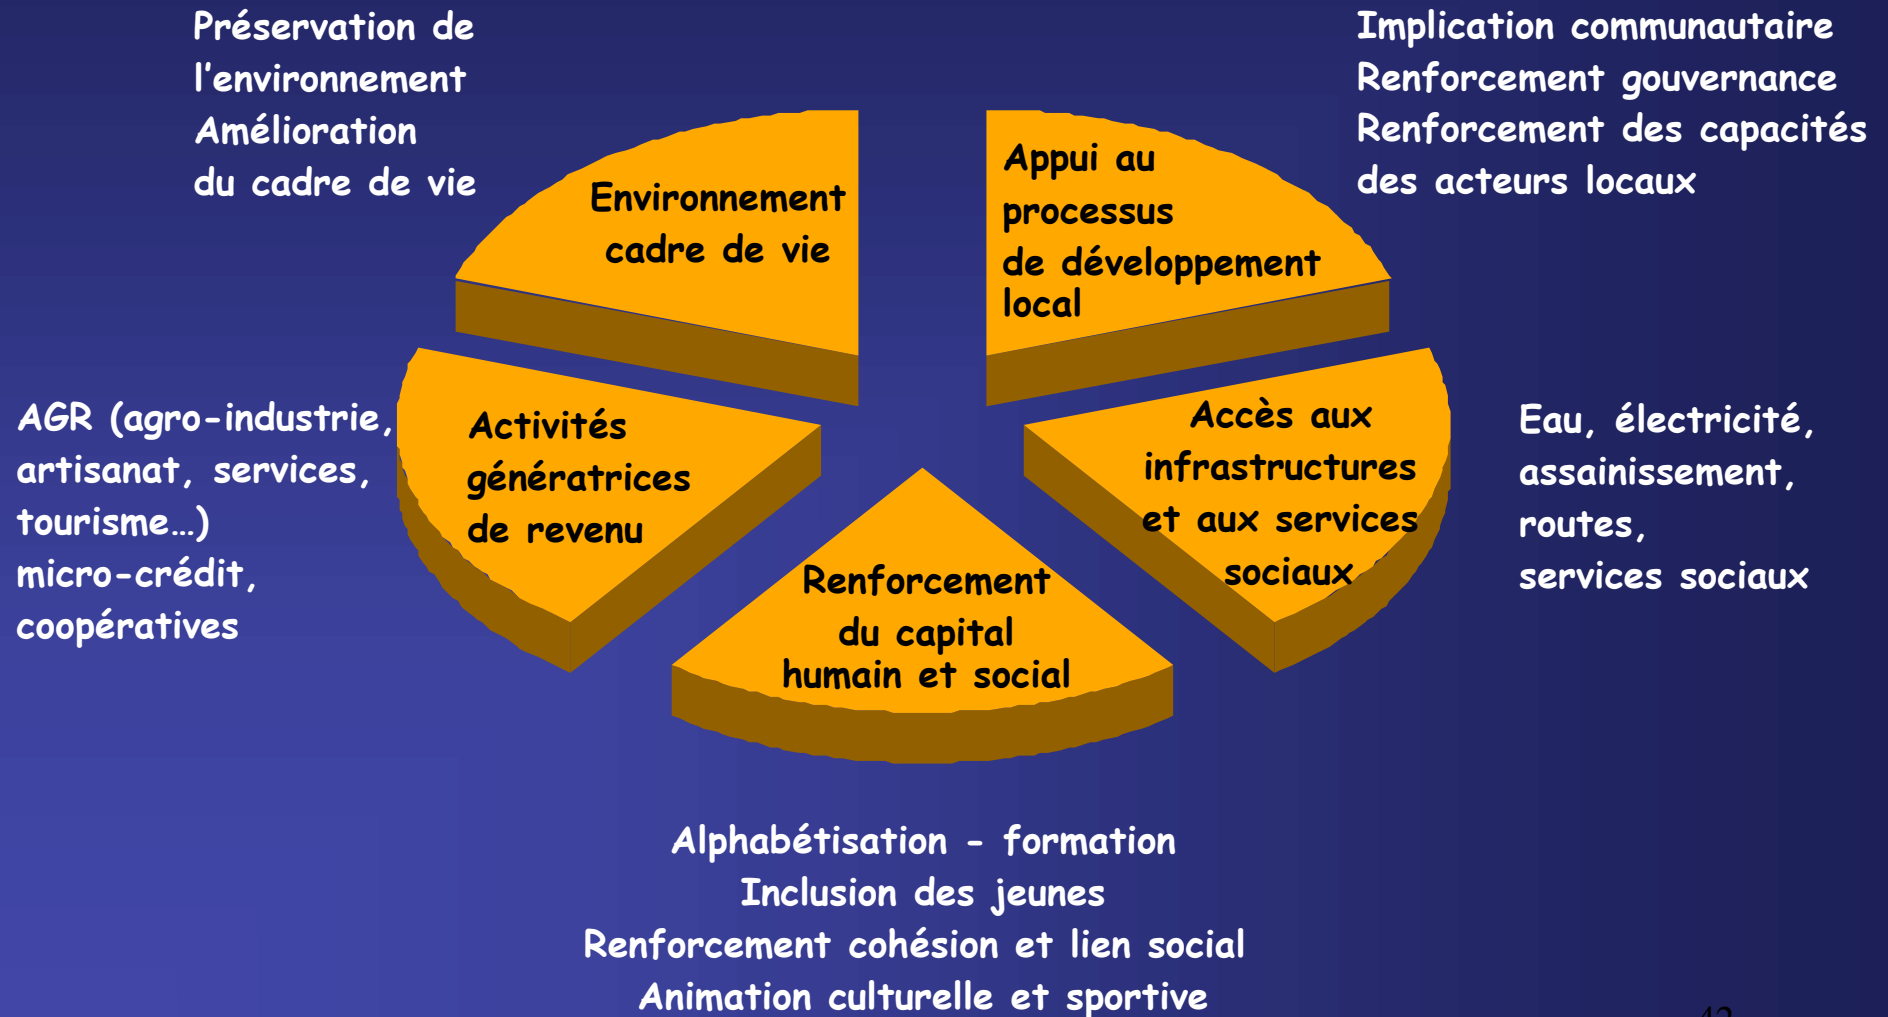 Préservation de
l’environnement
Amélioration
du cadre de vie
Implication communautaire
Renforcement gouvernance
Renforcement des capacités
des acteurs locaux
Environnement
cadre de vie
Appui au
processus
de développement
local
AGR (agro-industrie,
artisanat, services,
tourisme…)
micro-crédit,
coopératives
Activités
génératrices
de revenu
Accès aux
infrastructures
et aux services
sociaux
Eau, électricité,
assainissement,
routes,
services sociaux
Renforcement
du capital
humain et social
Alphabétisation - formation
Inclusion des jeunes
Renforcement cohésion et lien social
Animation culturelle et sportive
42